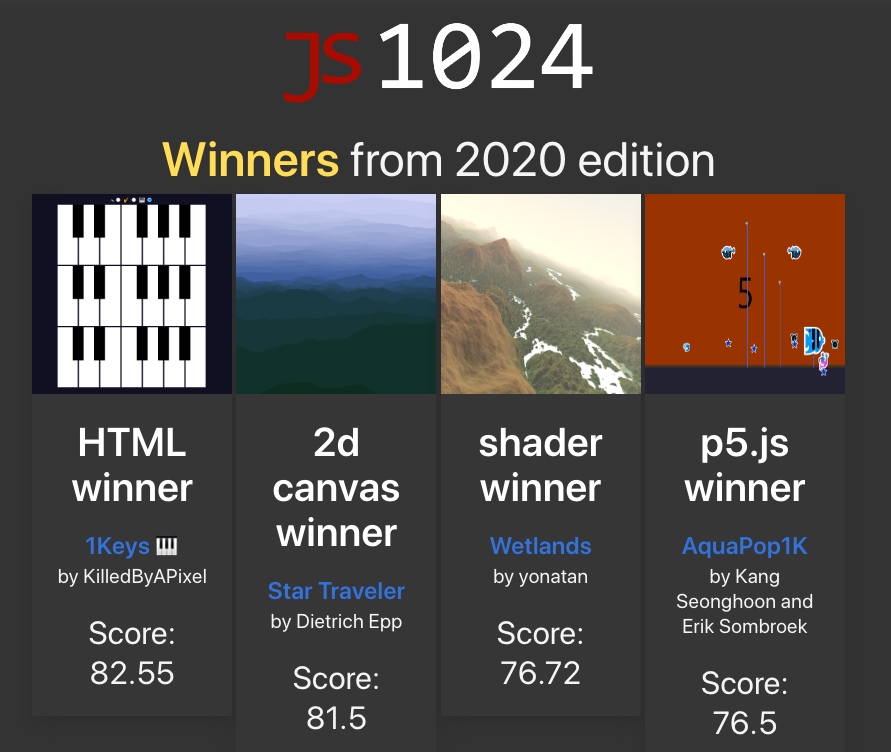 JS 1024
Winners from 2020 edition
5
HTML
winner
1Keys 🎹
by KilledByAPixel
Score:
82.55
2d
canvas
winner
Star Traveler
by Dietrich Epp
Score:
81.5
shader
winner
Wetlands
by yonatan
Score:
76.72
p5.js
winner
AquaPop1K
by Kang
Seonghoon and
Erik Sombroek
Score:
76.5